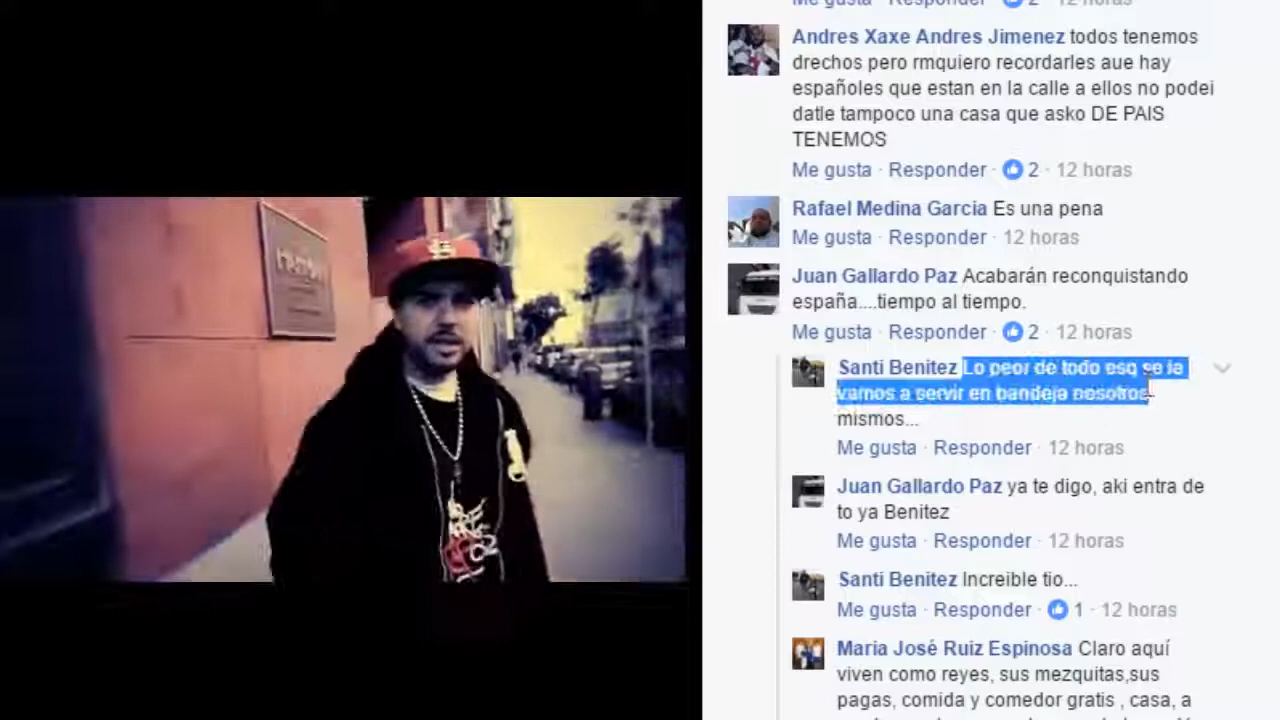 Me gusta · Responder · 2 · 12 horas
Andres Xaxe Andres Jimenez todos tenemos
drechos pero rmquiero recordarles aue hay
españoles que estan en la calle a ellos no podei
datle tampoco una casa que asko DE PAIS
TENEMOS
Me gusta · Responder · 2 · 12 horas
Rafael Medina Garcia Es una pena
Me gusta · Responder · 12 horas
Juan Gallardo Paz Acabarán reconquistando
españa....tiempo al tiempo.
Me gusta · Responder · 2 · 12 horas
Santi Benitez Lo peor de todo esq se la
vamos a servir en bandeja nosotros
mismos...
Me gusta · Responder · 12 horas
Juan Gallardo Paz ya te digo, aki entra de
to ya Benitez
Me gusta · Responder · 12 horas
Santi Benitez Increible tio...
Me gusta · Responder · 1 · 12 horas
Maria José Ruiz Espinosa Claro aquí
viven como reyes, sus mezquitas,sus
pagas, comida y comedor gratis , casa, a